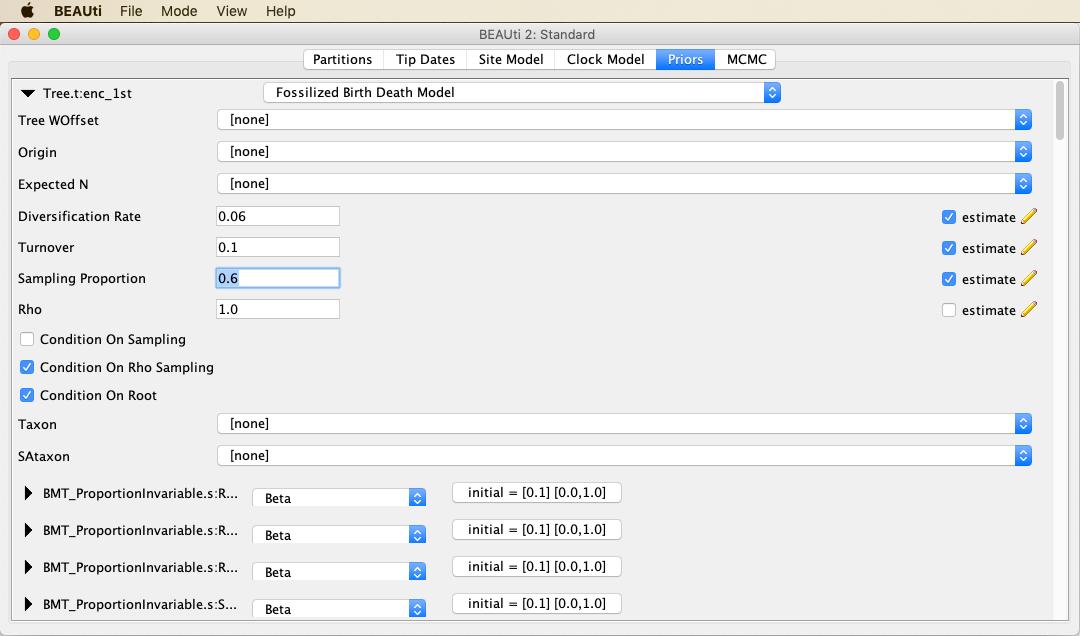 BEAUti File Mode View Help
BEAUti 2: Standard
Partitions Tip Dates Site Model Clock Model Priors MCMC
Tree.t:enc_1st Fossilized Birth Death Model
Tree WOffset [none]
Origin [none]
Expected N [none]
Diversification Rate 0.06 estimate
Turnover 0.1 estimate
Sampling Proportion 0.6 estimate
Rho 1.0 estimate
Condition On Sampling
Condition On Rho Sampling
Condition On Root
Taxon [none]
SAtaxon [none]
BMT_ProportionInvariable.s:R... Beta initial = [0.1] [0.0,1.0]
BMT_ProportionInvariable.s:R... Beta initial = [0.1] [0.0,1.0]
BMT_ProportionInvariable.s:R... Beta initial = [0.1] [0.0,1.0]
BMT_ProportionInvariable.s:S... Beta initial = [0.1] [0.0,1.0]